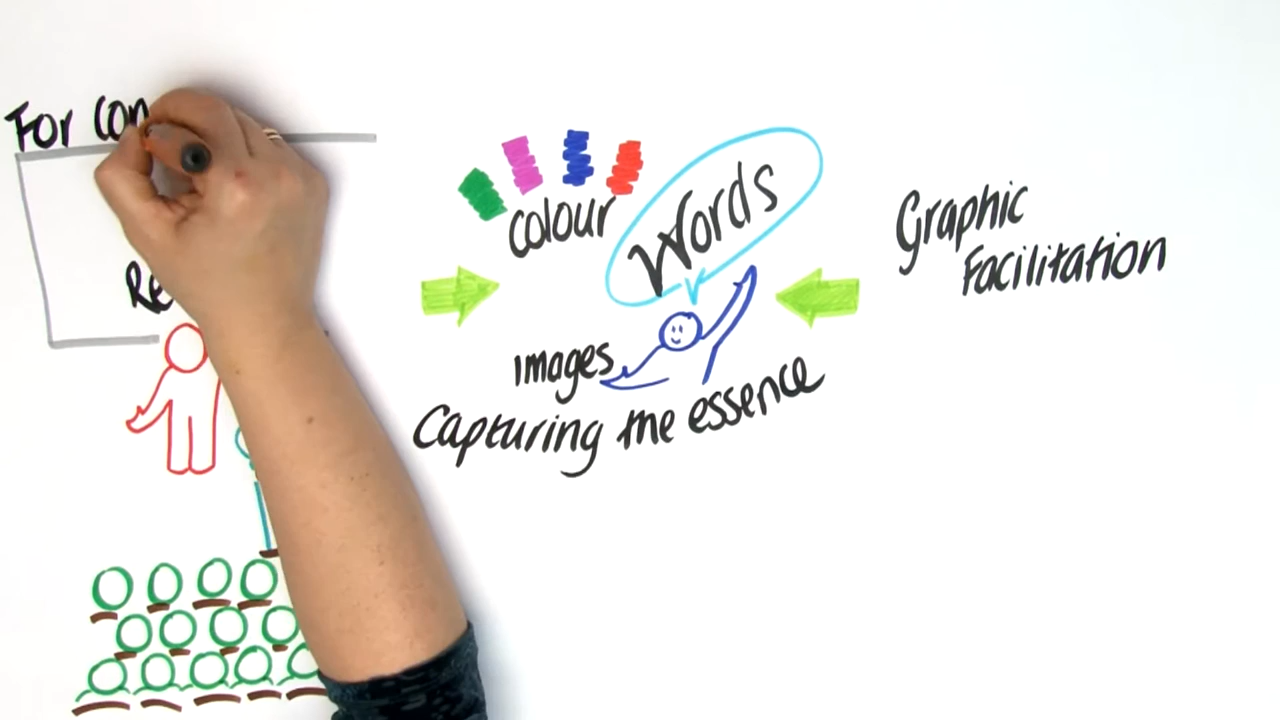 For Con
Re
colour
Words
images
Capturing the essence
Graphic
Facilitation